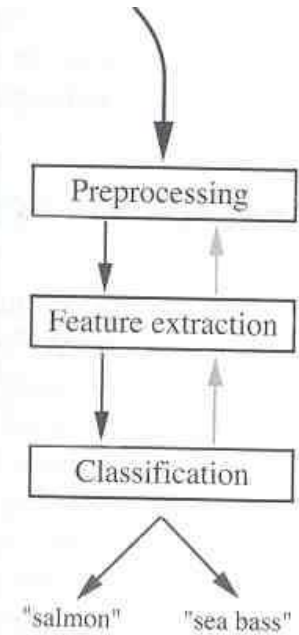 Preprocessing
Feature extraction
Classification
"salmon" "sea bass"